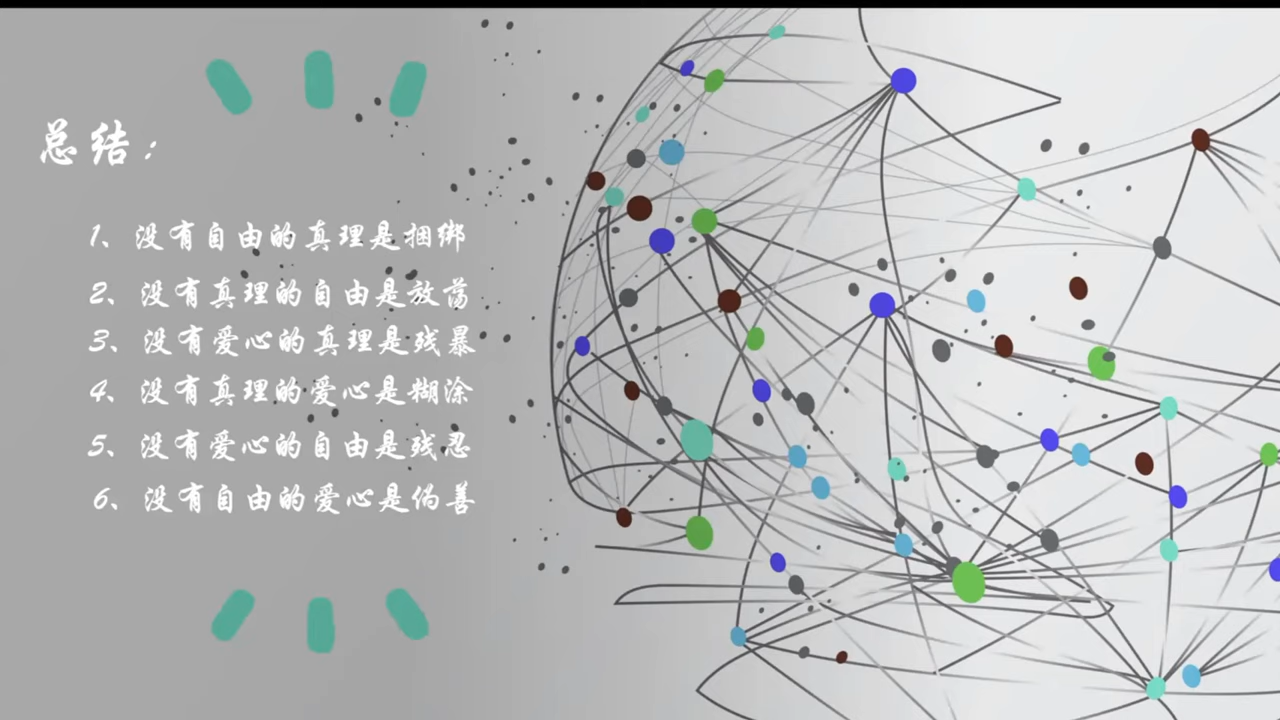 总结：
1、没有自由的真理是捆绑
2、没有真理的自由是放荡
3、没有爱心的真理是残暴
4、没有真理的爱心是糊涂
5、没有爱心的自由是残忍
6、没有自由的爱心是伪善